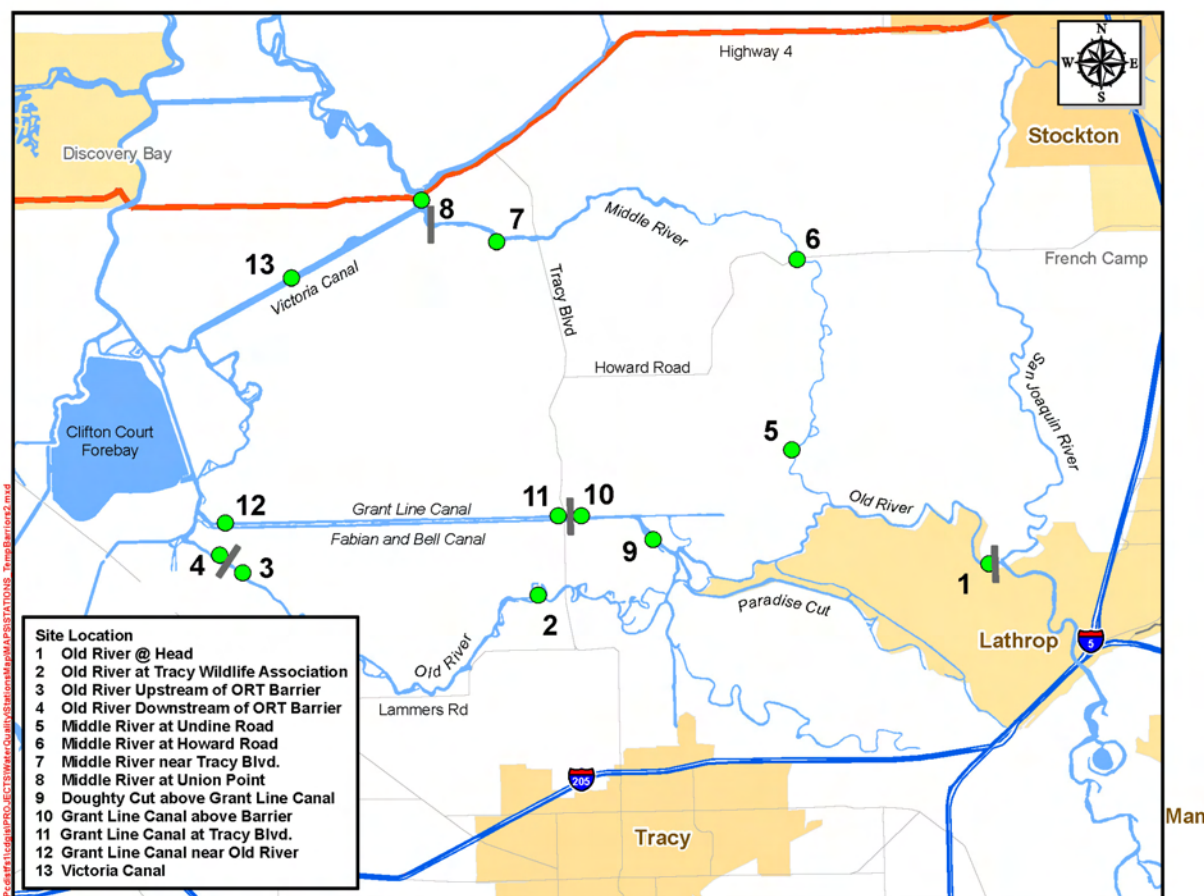 N
W E
S
Highway 4
Stockton
Discovery Bay
8
7
Middle River
6
French Camp
13
Victoria Canal
Tracy Blvd
Howard Road
San Joaquin River
Clifton Court
Forebay
5
Old River
12
Grant Line Canal
11
10
Fabian and Bell Canal
9
4
3
1
2
Paradise Cut
Lathrop
5
Old River
Lammers Rd
205
Tracy
Man
Site Location
1 Old River @ Head
2 Old River at Tracy Wildlife Association
3 Old River Upstream of ORT Barrier
4 Old River Downstream of ORT Barrier
5 Middle River at Undine Road
6 Middle River at Howard Road
7 Middle River near Tracy Blvd.
8 Middle River at Union Point
9 Doughty Cut above Grant Line Canal
10 Grant Line Canal above Barrier
11 Grant Line Canal at Tracy Blvd.
12 Grant Line Canal near Old River
13 Victoria Canal